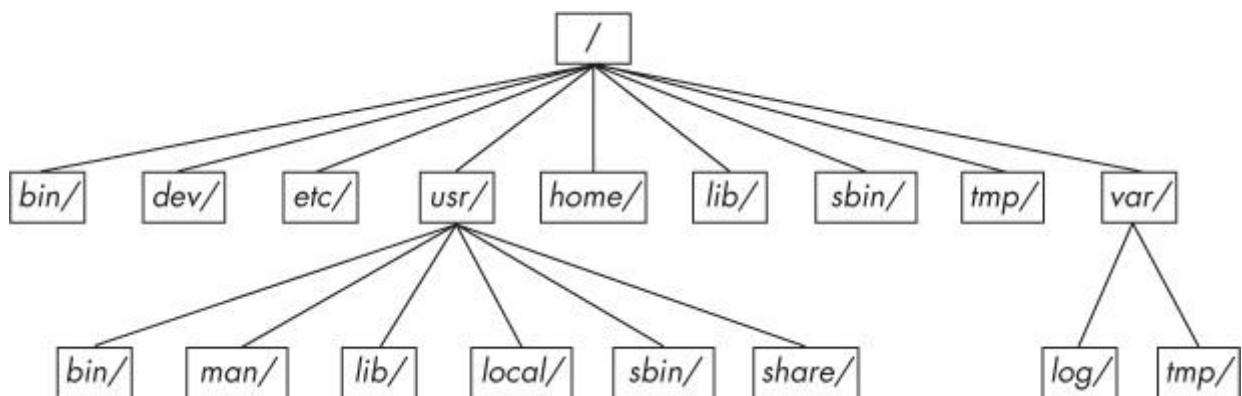 /
bin/ dev/ etc/ usr/ home/ lib/ sbin/ tmp/ var/
bin/ man/ lib/ local/ sbin/ share/ log/ tmp/